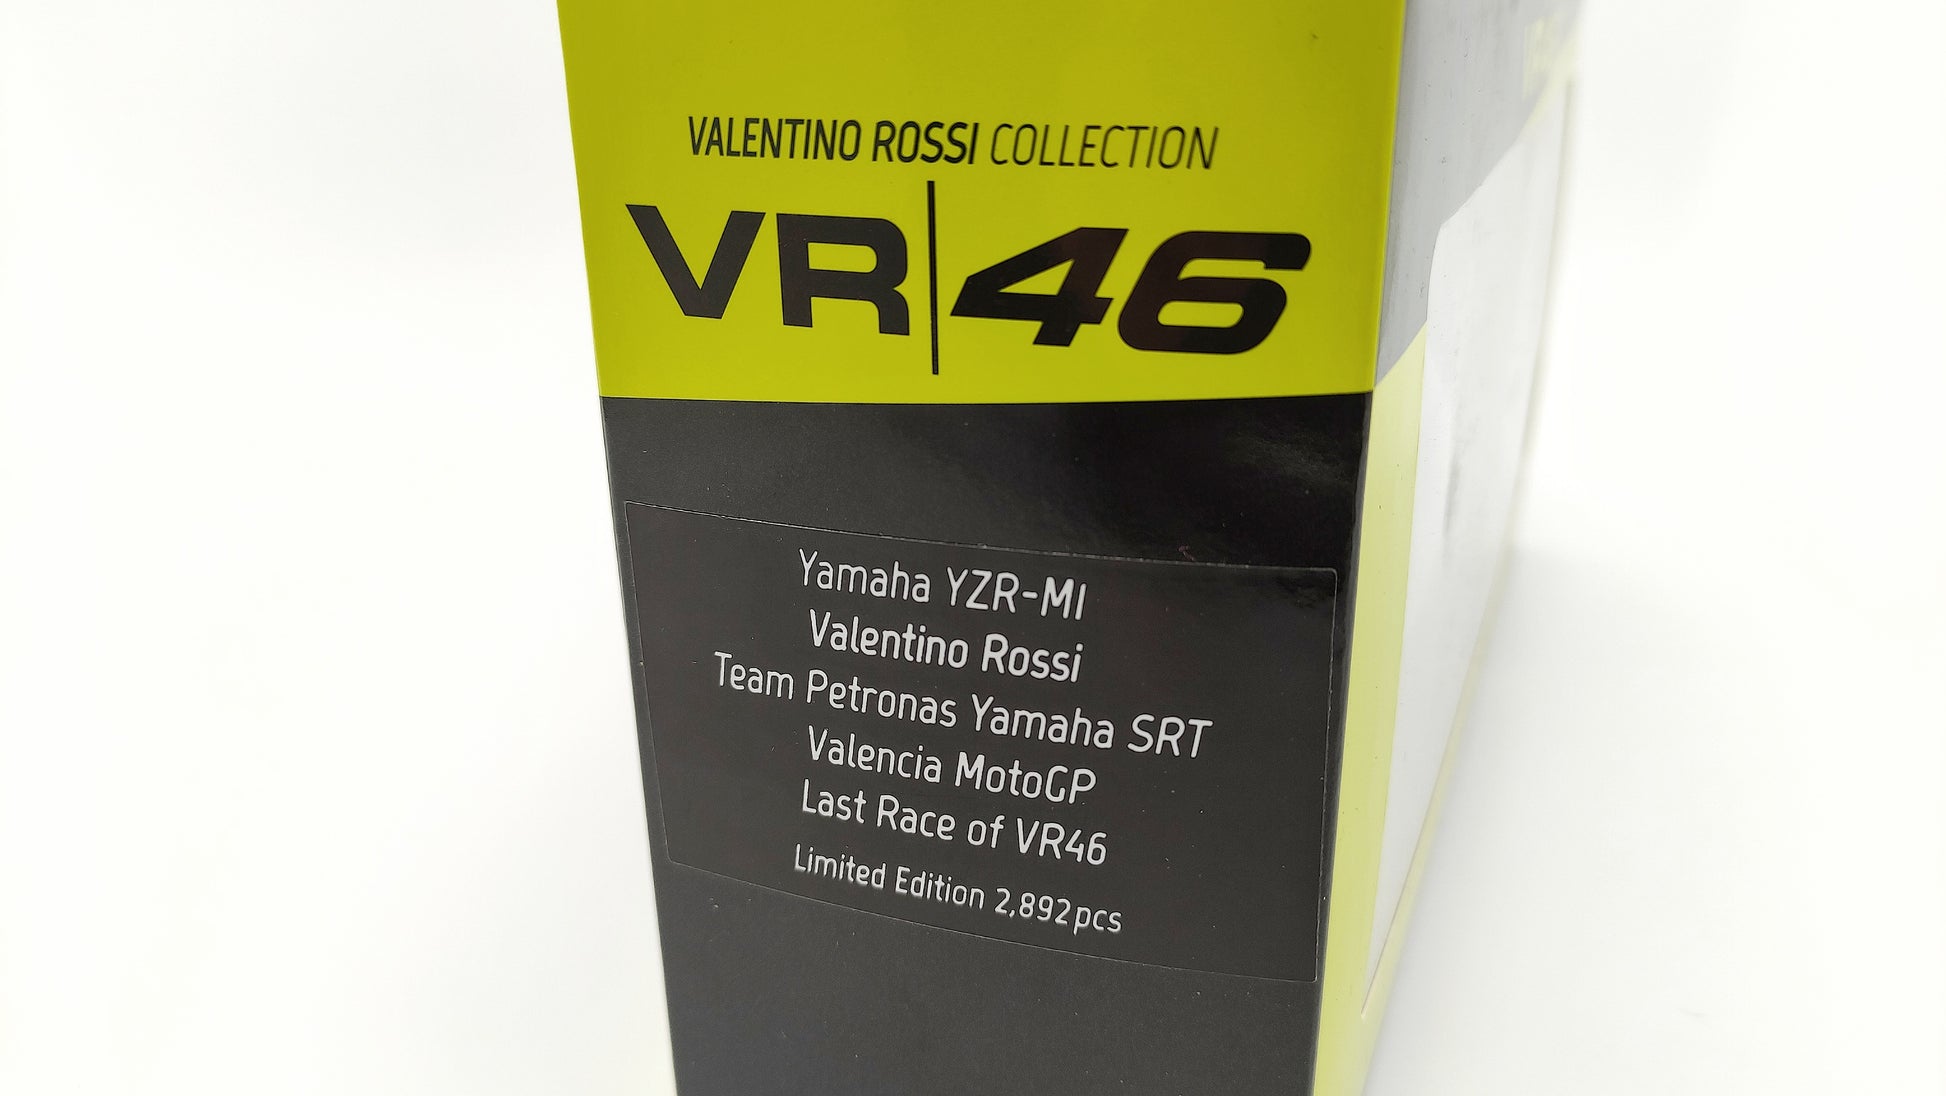 VALENTINO ROSSI COLLECTION
VR|46
Yamaha YZR-M1
Valentino Rossi
Team Petronas Yamaha SRT
Valencia MotoGP
Last Race of VR46
Limited Edition 2,892pcs